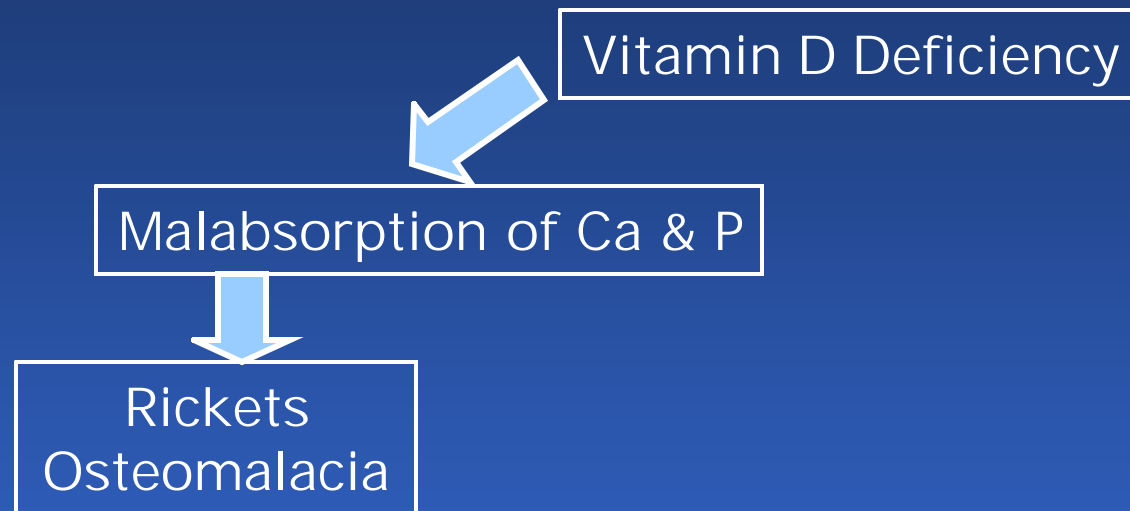 Vitamin D Deficiency
Malabsorption of Ca & P
Rickets
Osteomalacia